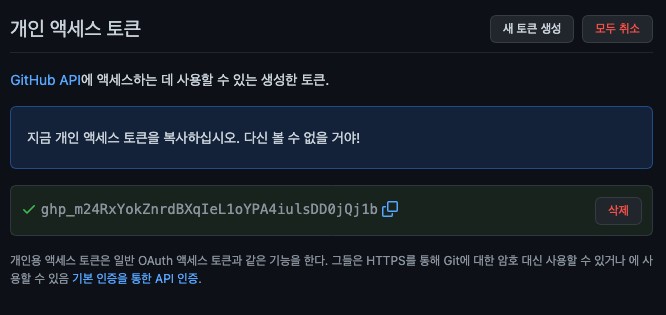 개인 액세스 토큰
새 토큰 생성
모두 취소
GitHub API에 액세스하는 데 사용할 수 있는 생성한 토큰.
지금 개인 액세스 토큰을 복사하십시오. 다신 볼 수 없을 거야!
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
삭제
개인용 액세스 토큰은 일반 OAuth 액세스 토큰과 같은 기능을 한다. 그들은 HTTPS를 통해 Git에 대한 암호 대신 사용할 수 있거나 에 사
용할 수 있음 기본 인증을 통한 API 인증.